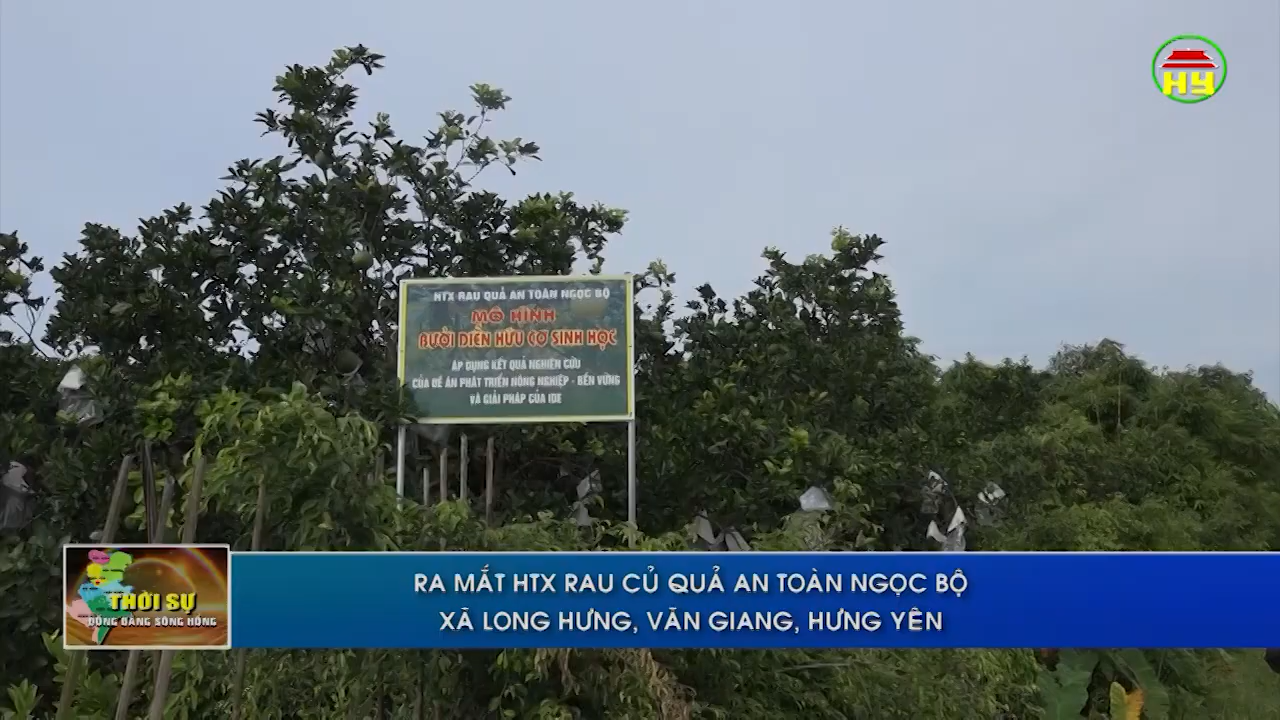 HY
HTX RAU QUẢ AN TOÀN NGỌC BỘ
MÔ HÌNH
BƯỞI DIỄN HỮU CƠ SINH HỌC
ÁP DỤNG KẾT QUẢ NGHIÊN CỨU
CỦA ĐỀ ÁN PHÁT TRIỂN NÔNG NGHIỆP - BỀN VỮNG
VÀ GIẢI PHÁP CỦA IDE
RA MẮT HTX RAU CỦ QUẢ AN TOÀN NGỌC BỘ
XÃ LONG HƯNG, VĂN GIANG, HƯNG YÊN
THỜI SỰ
ĐỒNG BẰNG SÔNG HỒNG